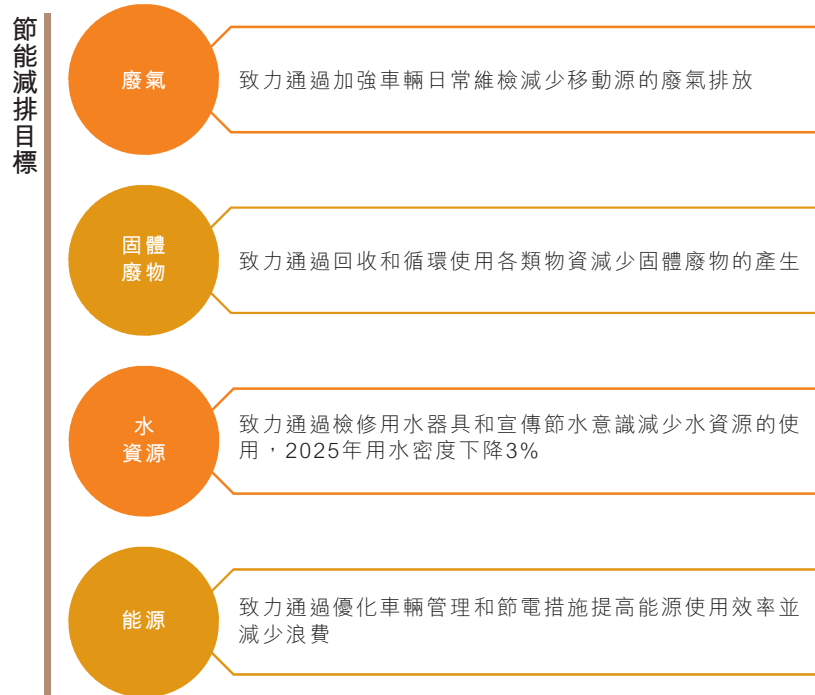 節能減排目標
廢氣
致力通過加強車輛日常維檢減少移動源的廢氣排放
固體
廢物
致力通過回收和循環使用各類物資減少固體廢物的產生
水
資源
致力通過檢修用水器具和宣傳節水意識減少水資源的使
用，2025年用水密度下降3%
能源
致力通過優化車輛管理和節電措施提高能源使用效率並
減少浪費